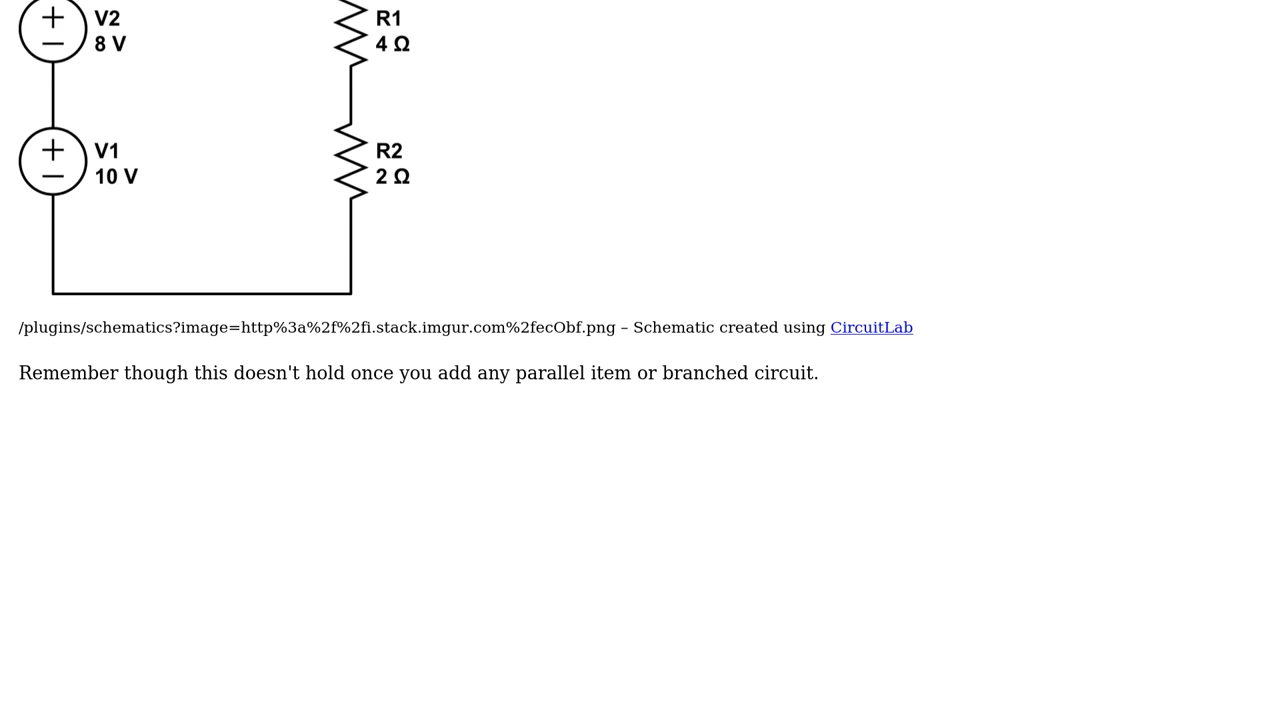 V2
8 V
R1
4 Ω
V1
10 V
R2
2 Ω
/plugins/schematics?image=http%3a%2f%2fi.stack.imgur.com%2fecObf.png – Schematic created using CircuitLab
Remember though this doesn't hold once you add any parallel item or branched circuit.